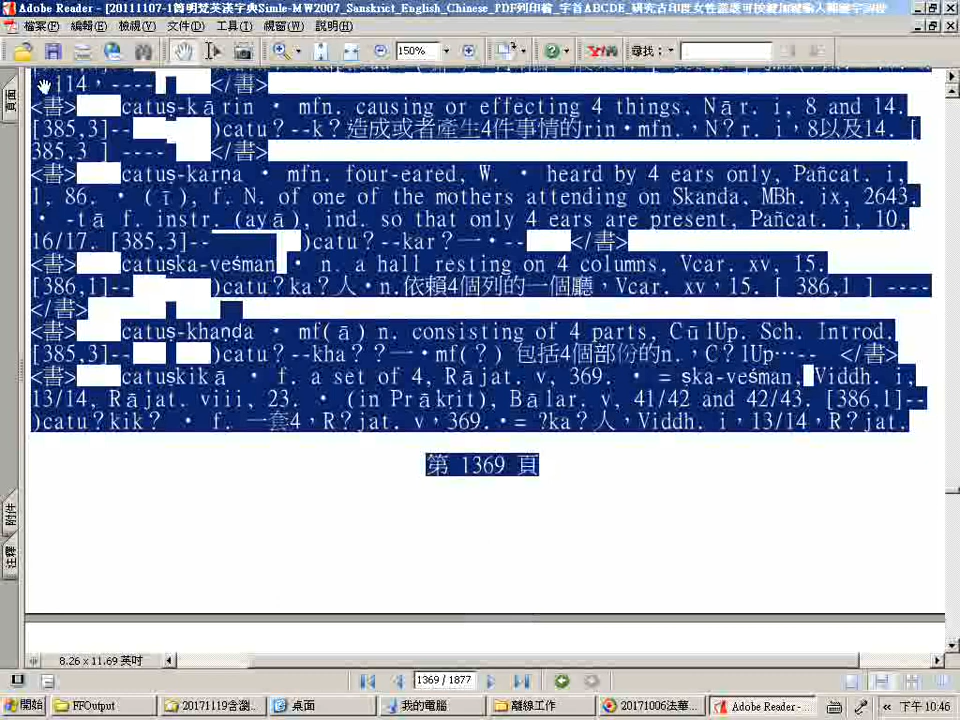 Adobe Reader - [20111107-1簡明梵英漢字典Simle-MW2007_Sanskrict_English_Chinese_PDF列印檔_字首ABCDE_研究古印度女性
檔案(F) 編輯(E) 檢視(V) 文件(D) 工具(T) 視窗(W) 說明(H)
150% 尋找：
頁面
114，---- </書>
<書> catuṣ-kārin • mfn. causing or effecting 4 things, Nār. i, 8 and 14.
[385,3]-- )catu？--k？造成或者產生4件事情的rin•mfn.，N？r. i，8以及14. [
385,3 ] ---- </書>
<書> catuṣ-karṇa • mfn. four-eared, W. • heard by 4 ears only, Pañcat. i,
1, 86. • (ī), f. N. of one of the mothers attending on Skanda, MBh. ix, 2643.
• -tā f. instr. (ayā), ind. so that only 4 ears are present, Pañcat. i, 10,
16/17. [385,3]-- )catu？--kar？一•-- </書>
<書> catuṣka-veśman • n. a hall resting on 4 columns, Vcar. xv, 15.
[386,1]-- )catu？ka？人•n.依賴4個列的一個廳，Vcar. xv，15. [ 386,1 ] ----
</書>
<書> catuṣ-khaṇḍa • mf(ā) n. consisting of 4 parts, CūlUp. Sch. Introd.
[385,3]-- )catu？--kha？？一•mf(？) 包括4個部份的n.，C？lUp…-- </書>
<書> catuṣkikā • f. a set of 4, Rājat. v, 369. • = ṣka-veśman, Viddh. i,
13/14, Rājat. viii, 23. • (in Prākrit), Bālar. v, 41/42 and 42/43. [386,1]--
)catu？kik？ • f. 一套4，R？jat. v，369.•= ?ka？人，Viddh. i，13/14，R？jat.
第 1369 頁
附件
注釋
8.26 x 11.69 英吋
1369 / 1877
開始 FFOutput 20171119含瀏... 桌面 我的電腦 離線工作 20171006法華... Adobe Reader - [... 下午 10:46